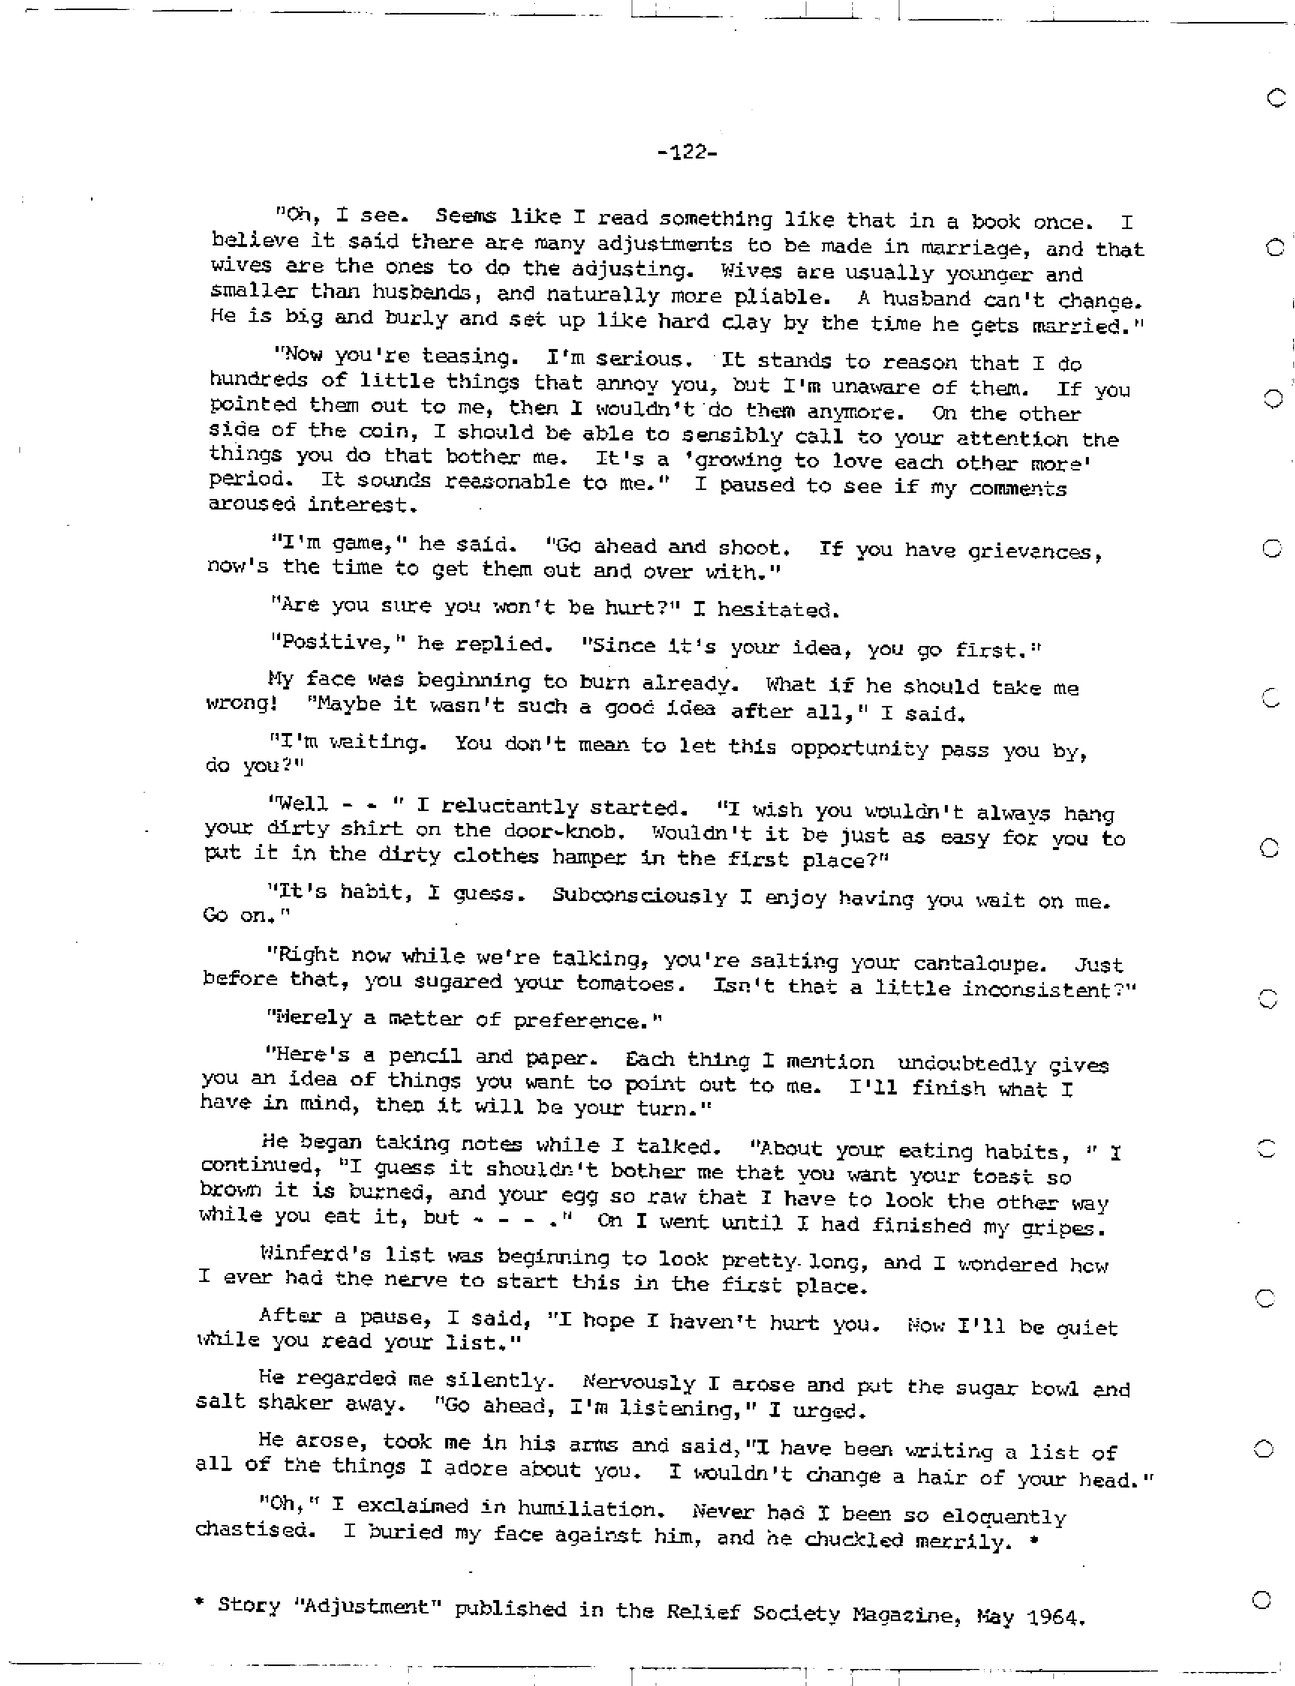 -122-
"Oh, I see. Seems like I read something like that in a book once. I
believe it said there are many adjustments to be made in marriage, and that
wives are the ones to do the adjusting. Wives are usually younger and
smaller than husbands, and naturally more pliable. A husband can't change.
He is big and burly and set up like hard clay by the time he gets married."
"Now you're teasing. I'm serious. It stands to reason that I do
hundreds of little things that annoy you, but I'm unaware of them. If you
pointed them out to me, then I wouldn't do them anymore. On the other
side of the coin, I should be able to sensibly call to your attention the
things you do that bother me. It's a 'growing to love each other more'
period. It sounds reasonable to me." I paused to see if my comments
aroused interest.
"I'm game," he said. "Go ahead and shoot. If you have grievances,
now's the time to get them out and over with."
"Are you sure you won't be hurt?" I hesitated.
"Positive," he replied. "Since it's your idea, you go first."
My face was beginning to burn already. What if he should take me
wrong! "Maybe it wasn't such a good idea after all," I said.
"I'm waiting. You don't mean to let this opportunity pass you by,
do you?"
"Well - - " I reluctantly started. "I wish you wouldn't always hang
your dirty shirt on the door-knob. Wouldn't it be just as easy for you to
put it in the dirty clothes hamper in the first place?"
"It's habit, I guess. Subconsciously I enjoy having you wait on me.
Go on."
"Right now while we're talking, you're salting your cantaloupe. Just
before that, you sugared your tomatoes. Isn't that a little inconsistent?"
"Merely a matter of preference."
"Here's a pencil and paper. Each thing I mention undoubtedly gives
you an idea of things you want to point out to me. I'll finish what I
have in mind, then it will be your turn."
He began taking notes while I talked. "About your eating habits, " I
continued, "I guess it shouldn't bother me that you want your toast so
brown it is burned, and your egg so raw that I have to look the other way
while you eat it, but - - - ." On I went until I had finished my gripes.
Winferd's list was beginning to look pretty long, and I wondered how
I ever had the nerve to start this in the first place.
After a pause, I said, "I hope I haven't hurt you. Now I'll be quiet
while you read your list."
He regarded me silently. Nervously I arose and put the sugar bowl and
salt shaker away. "Go ahead, I'm listening," I urged.
He arose, took me in his arms and said,"I have been writing a list of
all of the things I adore about you. I wouldn't change a hair of your head."
"Oh," I exclaimed in humiliation. Never had I been so eloquently
chastised. I buried my face against him, and he chuckled merrily. *
* Story "Adjustment" published in the Relief Society Magazine, May 1964.